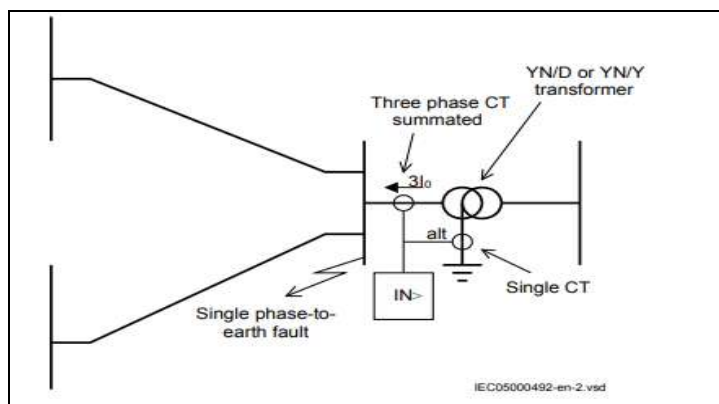 YN/D or YN/Y
transformer
Three phase CT
summated
3I0
alt
IN>
Single CT
Single phase-to-
earth fault
IEC05000492-en-2.vsd